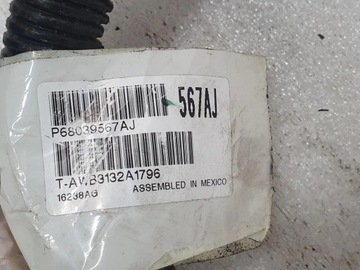 567AJ
P68039567AJ
T-AWB3132A1796
16238AG ASSEMBLED IN MEXICO